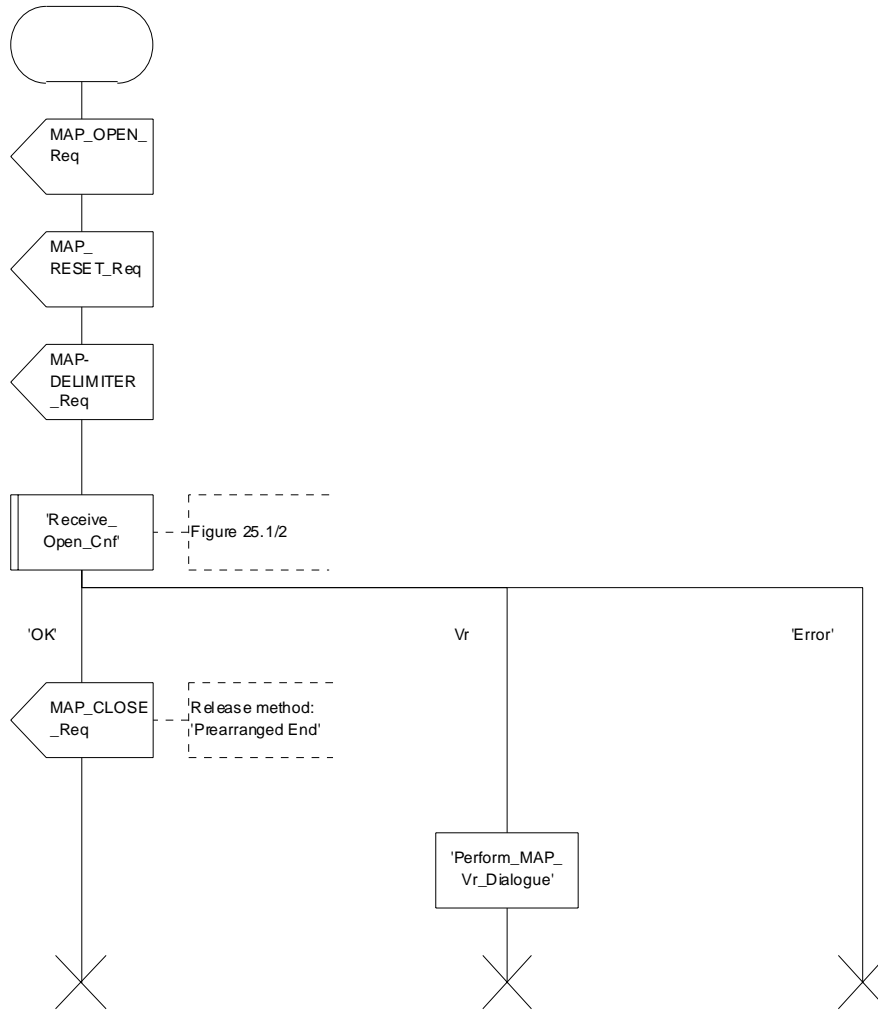 MAP_OPEN_
Req
MAP_
RESET_Req
MAP-
DELIMITER
_Req
'Receive_
Open_Cnf'
Figure 25.1/2
'OK'
Vr
'Error'
MAP_CLOSE
_Req
Release method:
'Prearranged End'
'Perform_MAP_
Vr_Dialogue'